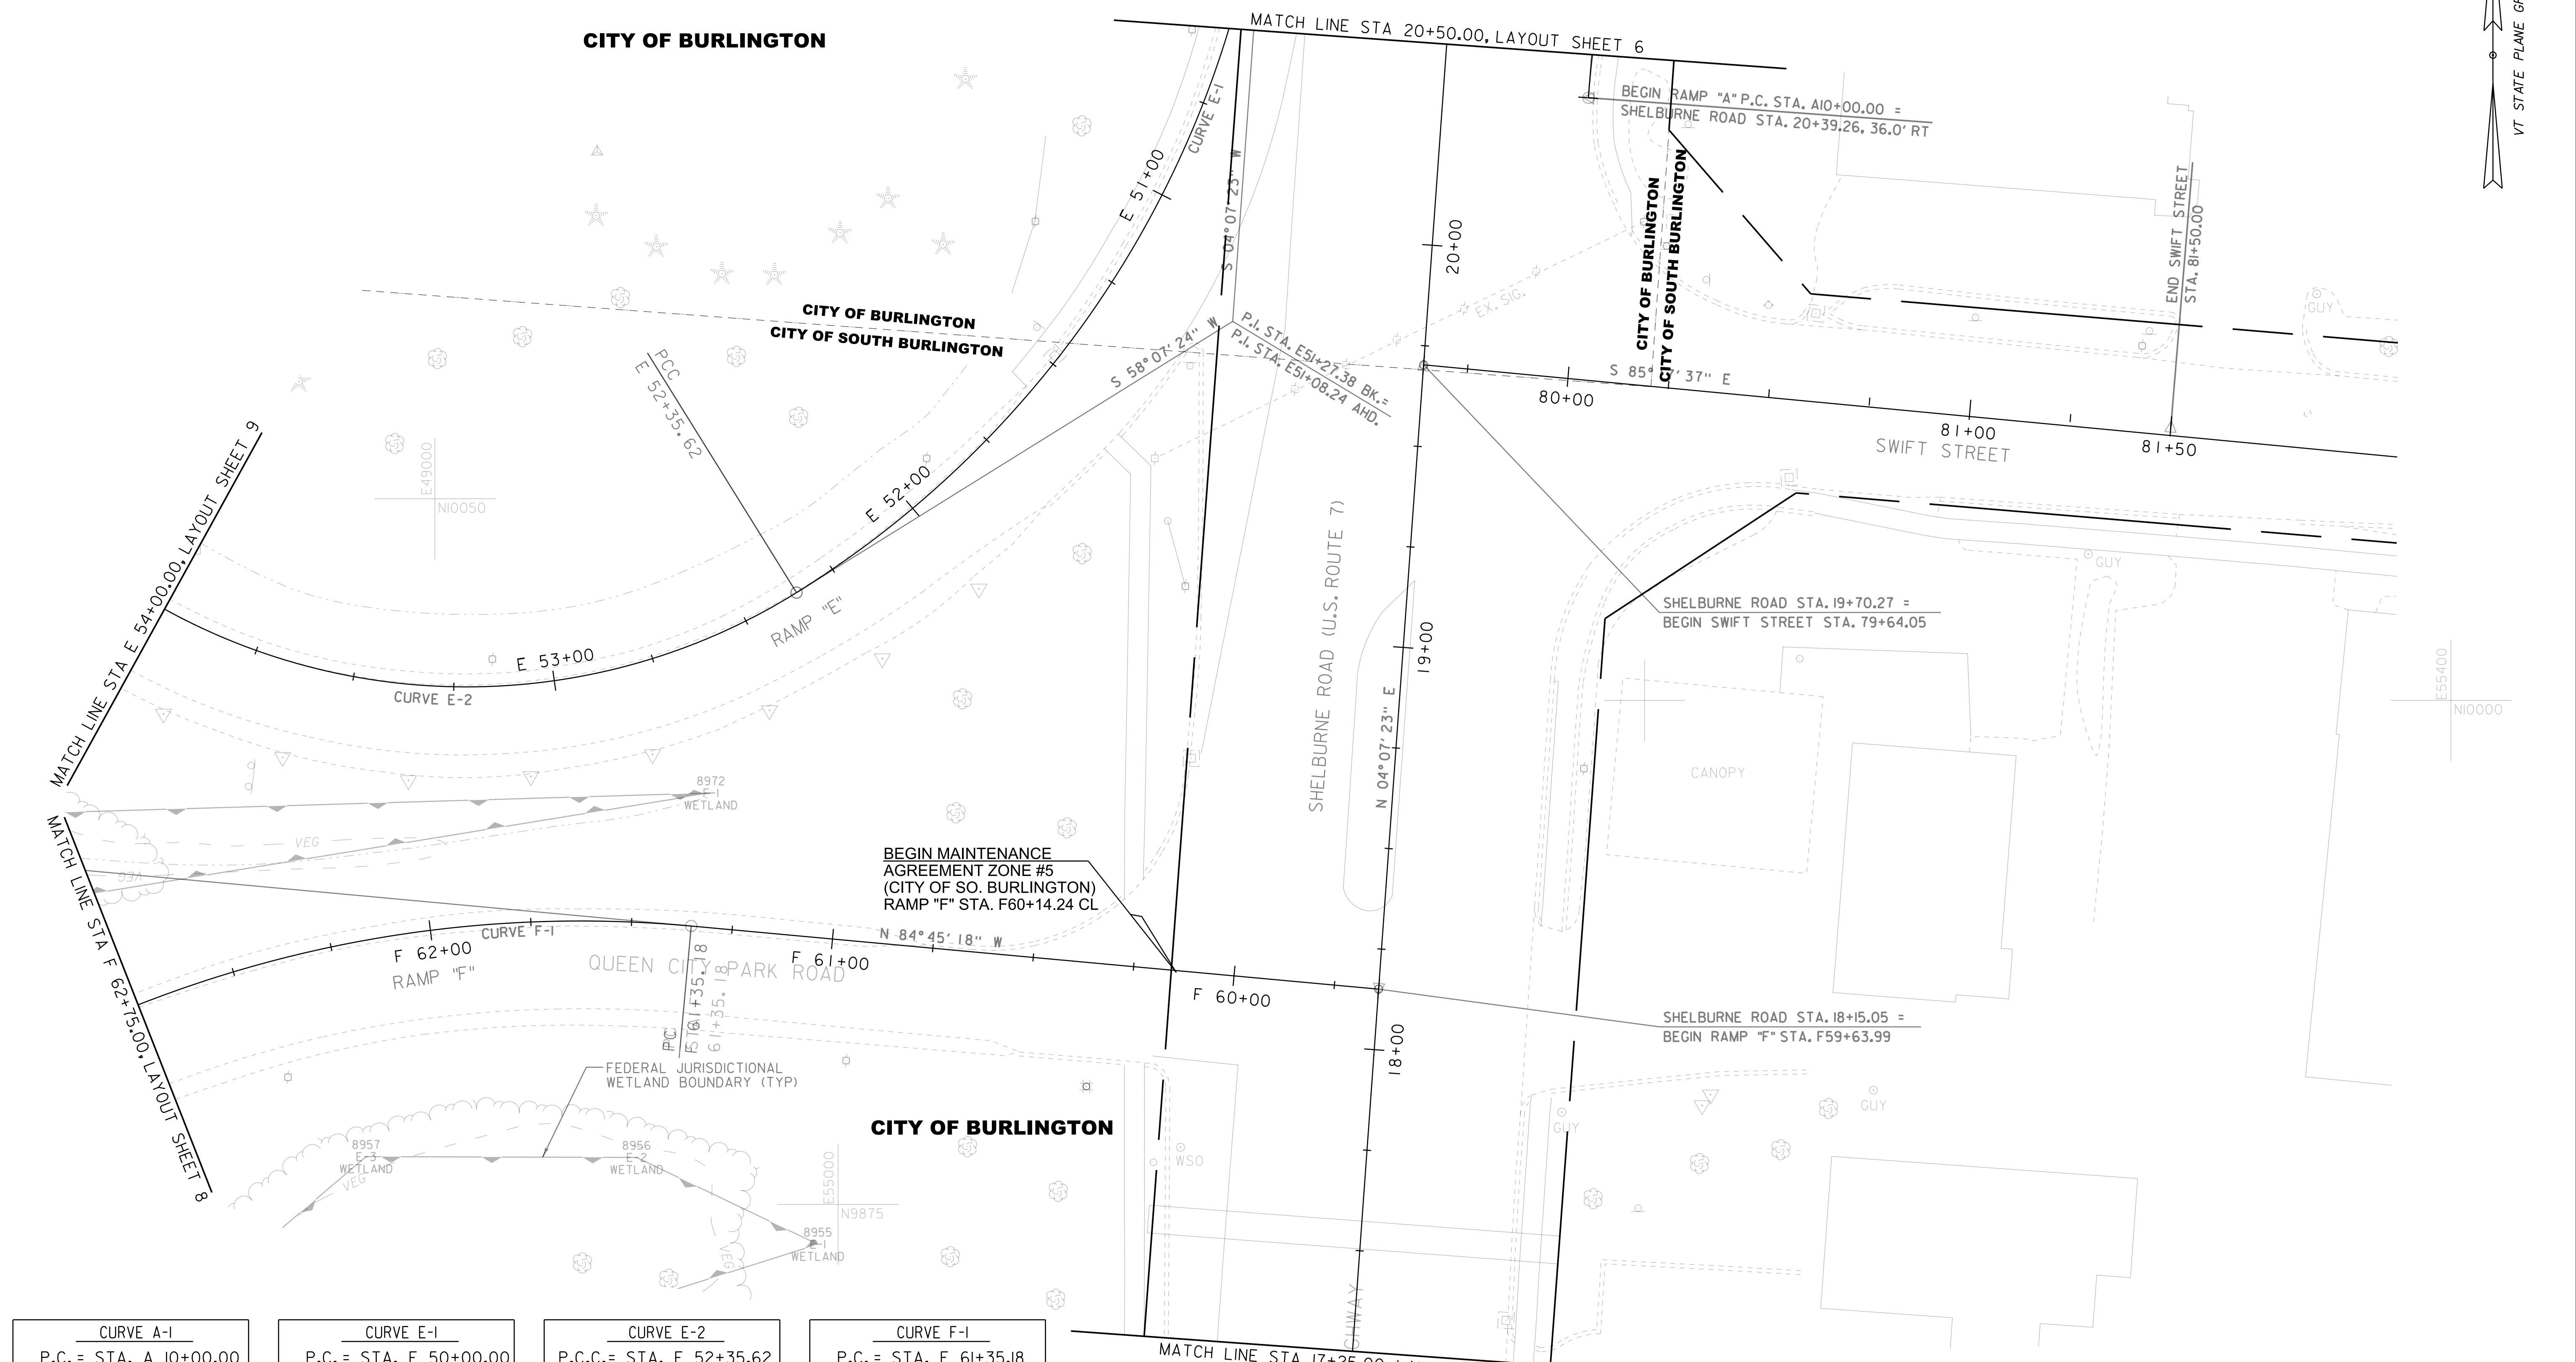 CITY OF BURLINGTON
MATCH LINE STA 20+50.00, LAYOUT SHEET 6
VT STATE PLANE
CURVE E-1
BEGIN RAMP "A" P.C. STA. A10+00.00 =
SHELBURNE ROAD STA. 20+39.26, 36.0' RT
E 51+00
S 04° 07' 23" W
CITY OF BURLINGTON
CITY OF SOUTH BURLINGTON
END SWIFT STREET
STA. 81+50.00
20+00
EX. SIG.
GUY
CITY OF BURLINGTON
CITY OF SOUTH BURLINGTON
P.I. STA. E51+27.38 BK.=
P.I. STA. E51+08.24 AHD.
S 58° 07' 24" W
PCC
E 52+35.62
80+00
81+00
81+50
SWIFT STREET
MATCH LINE STA E 54+00.00, LAYOUT SHEET 9
E49000
N10050
E 52+00
SHELBURNE ROAD (U.S. ROUTE 7)
GUY
RAMP "E"
SHELBURNE ROAD STA. 19+70.27 =
BEGIN SWIFT STREET STA. 79+64.05
19+00
E 53+00
CURVE E-2
N 04° 07' 23" E
E55400
N10000
CANOPY
8972
E-1
WETLAND
VEG
VEG
MATCH LINE STA F 62+75.00, LAYOUT SHEET 8
BEGIN MAINTENANCE
AGREEMENT ZONE #5
(CITY OF SO. BURLINGTON)
RAMP "F" STA. F60+14.24 CL
CURVE F-1
N 84° 45' 18" W
F 62+00
RAMP "F"
QUEEN CITY PARK ROAD
F 61+00
F 60+00
PC
61+35.18
SHELBURNE ROAD STA. 18+15.05 =
BEGIN RAMP "F" STA. F59+63.99
18+00
FEDERAL JURISDICTIONAL
WETLAND BOUNDARY (TYP)
CITY OF BURLINGTON
GUY
GUY
8957
E-3
WETLAND
VEG
8956
E-2
WETLAND
E55000
N9875
WSO
8955
E-1
WETLAND
VEG
CURVE A-1
P.C. = STA. A 10+00.00
CURVE E-1
P.C. = STA. E 50+00.00
CURVE E-2
P.C.C. = STA. E 52+35.62
CURVE F-1
P.C. = STA. F 61+35.18
MATCH LINE STA 17+25.00